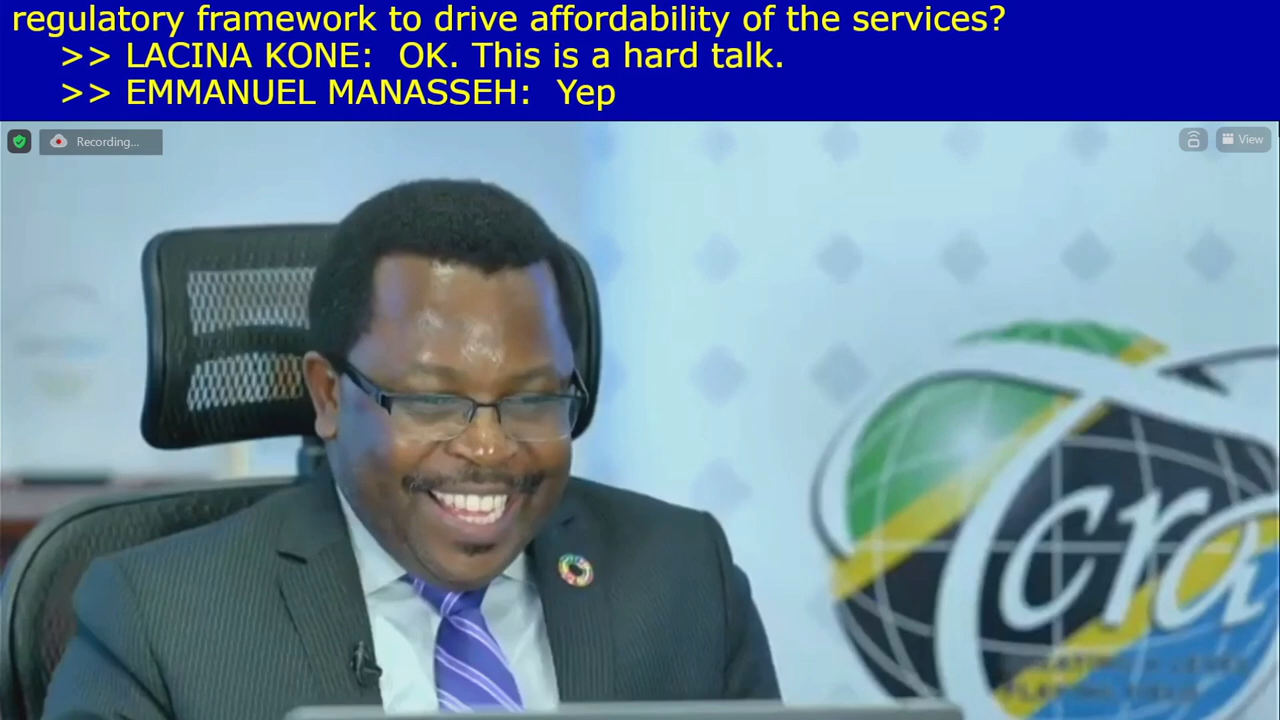 regulatory framework to drive affordability of the services?
>> LACINA KONE: OK. This is a hard talk.
>> EMMANUEL MANASSEH: Yep
Recording...
View
tcra